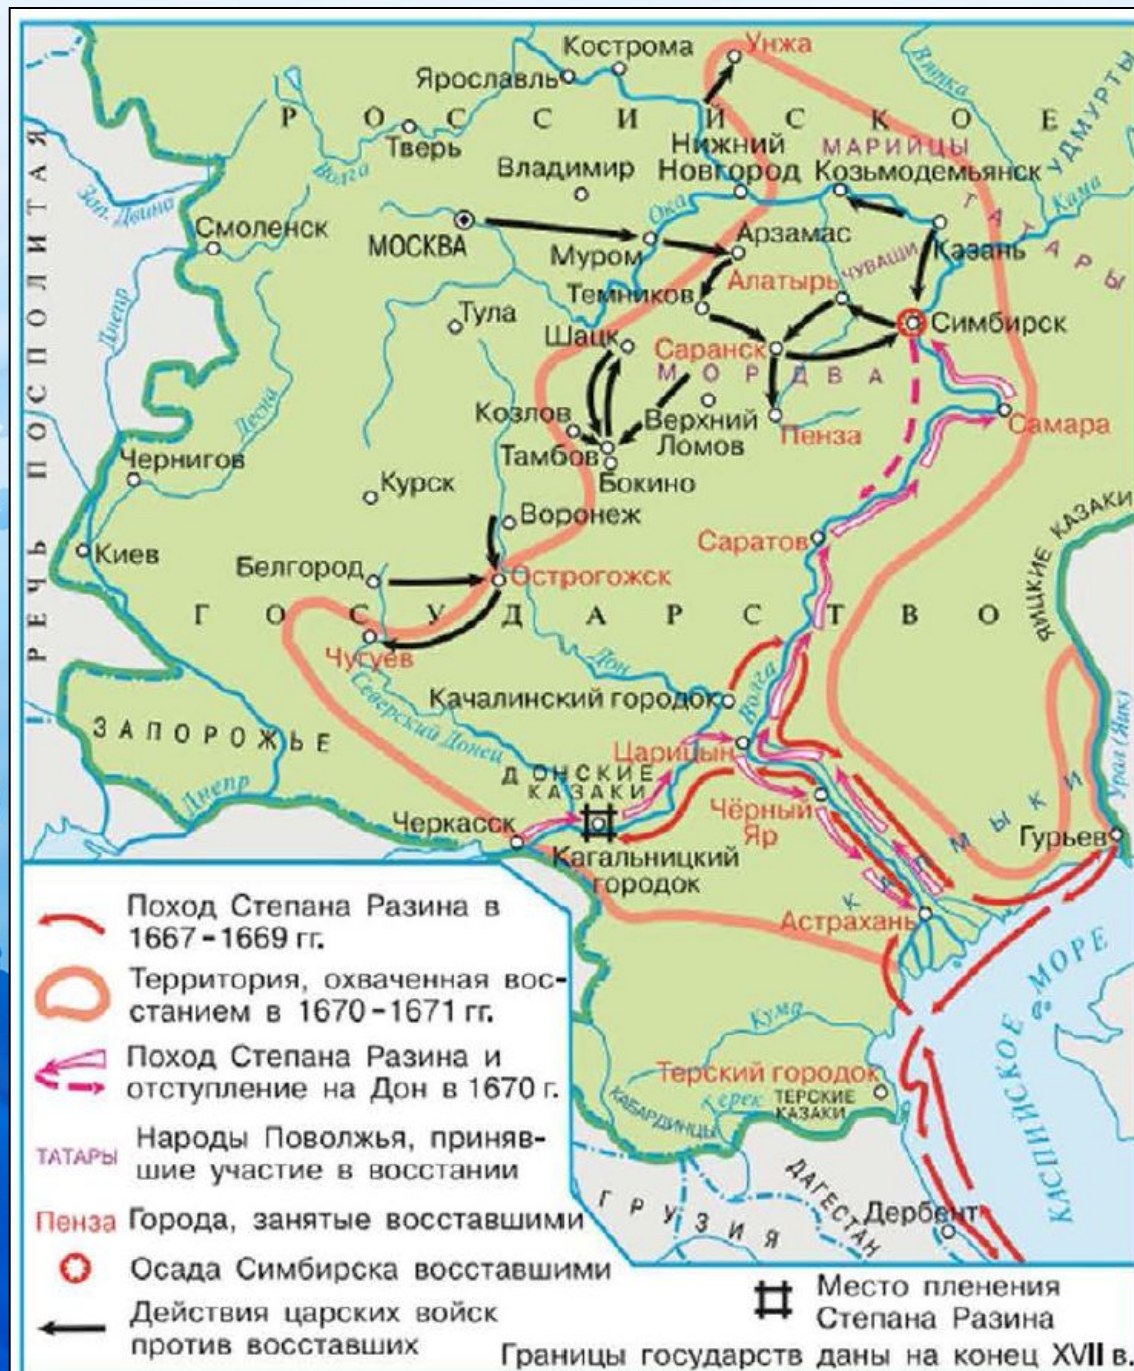 Кострома
Унжа
Ярославль
Вятка
УДМУРТЫ
РОССИЙСКОЕ
Тверь
Волга
Нижний
Новгород
МАРИЙЦЫ
Козьмодемьянск
Владимир
Кама
Зап. Двина
Ока
ТАТАРЫ
Смоленск
МОСКВА
Муром
Арзамас
Казань
ЧУВАШИ
Алатырь
Темников
Симбирск
Днепр
Тула
Шацк
Саранск
МОРДВА
РЕЧЬ ПОСПОЛИТАЯ
Десна
Козлов
Верхний
Ломов
Пенза
Самара
Тамбов
Бокино
Чернигов
Курск
Воронеж
Саратов
ЯИЦКИЕ КАЗАКИ
Киев
Белгород
Острогожск
ГОСУДАРСТВО
Чугуев
Дон
Северский Донец
Качалинский городок
Волга
Урал (Яик)
ЗАПОРОЖЬЕ
Царицын
Днепр
ДОНСКИЕ
КАЗАКИ
Чёрный
Яр
КАЛМЫКИ
Гурьев
Черкасск
Кагальницкий
городок
Астрахань
КАСПИЙСКОЕ МОРЕ
Кума
Терский городок
Терек
ТЕРСКИЕ
КАЗАКИ
КАБАРДИНЦЫ
ДАГЕСТАН
ГРУЗИЯ
Дербент
Поход Степана Разина в
1667-1669 гг.
Территория, охваченная вос-
станием в 1670-1671 гг.
Поход Степана Разина и
отступление на Дон в 1670 г.
ТАТАРЫ
Народы Поволжья, приняв-
шие участие в восстании
Пенза Города, занятые восставшими
Осада Симбирска восставшими
Действия царских войск
против восставших
Место пленения
Степана Разина
Границы государств даны на конец XVII в.